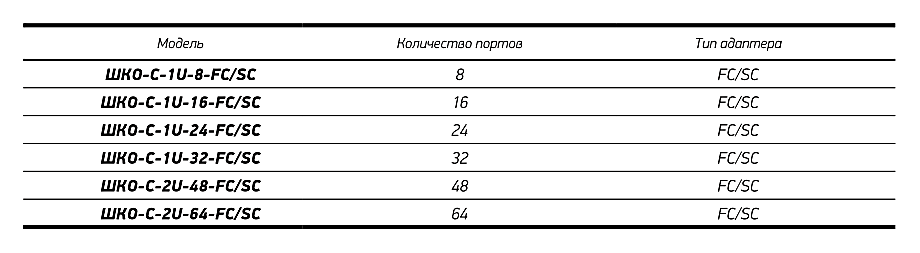 Модель Количество портов Тип адаптера
ШКО-С-1U-8-FC/SC 8 FC/SC
ШКО-С-1U-16-FC/SC 16 FC/SC
ШКО-С-1U-24-FC/SC 24 FC/SC
ШКО-С-1U-32-FC/SC 32 FC/SC
ШКО-С-2U-48-FC/SC 48 FC/SC
ШКО-С-2U-64-FC/SC 64 FC/SC